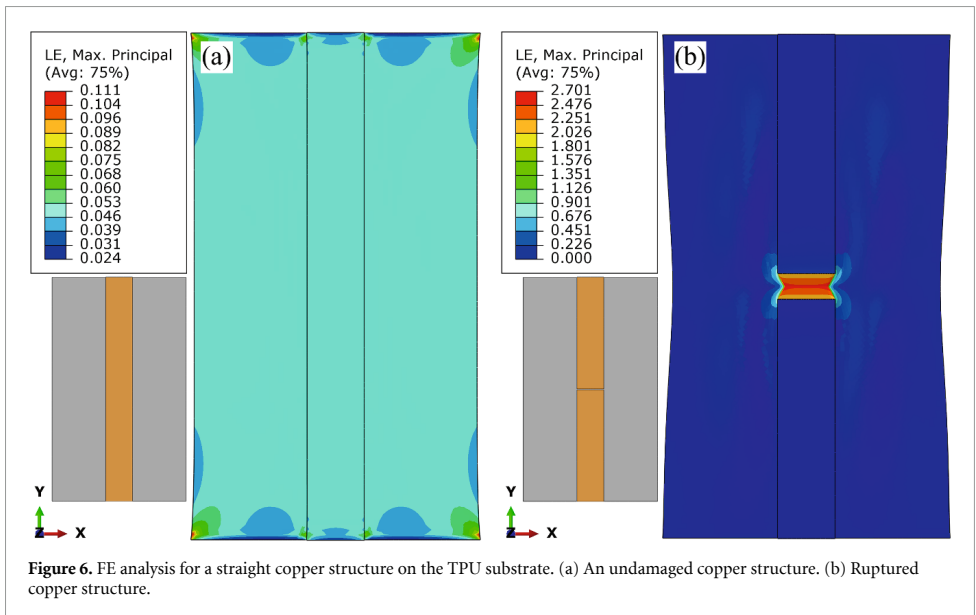 LE, Max. Principal
(Avg: 75%)
0.111
0.104
0.096
0.089
0.082
0.075
0.068
0.060
0.053
0.046
0.039
0.031
0.024
(a)
Y
Z X
LE, Max. Principal
(Avg: 75%)
2.701
2.476
2.251
2.026
1.801
1.576
1.351
1.126
0.901
0.676
0.451
0.226
0.000
(b)
Y
Z X
Figure 6. FE analysis for a straight copper structure on the TPU substrate. (a) An undamaged copper structure. (b) Ruptured
copper structure.